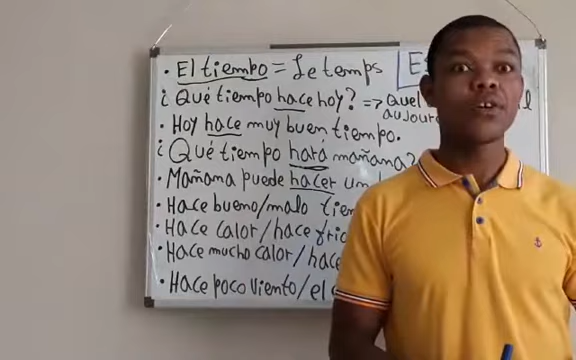 • El tiempo = Le temps
¿ Qué tiempo hace hoy? => Quel
aujourd
• Hoy hace muy buen tiempo.
¿ Qué tiempo hará mañana?
• Mañana puede hacer un
• Hace bueno/malo tiem
• Hace calor/hace frío
• Hace mucho calor/hace
• Hace poco viento/el